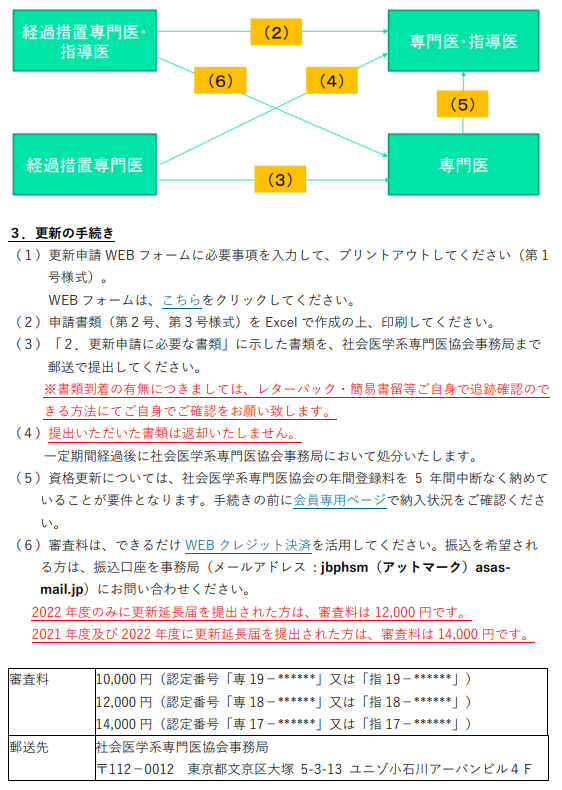 経過措置専門医・
指導医
（2）
専門医・指導医
（6）
（4）
（5）
経過措置専門医
（3）
専門医
３．更新の手続き
（１）更新申請 WEB フォームに必要事項を入力して、プリントアウトしてください（第１
号様式）。
WEB フォームは、こちらをクリックしてください。
（２）申請書類（第２号、第３号様式）を Excel で作成の上、印刷してください。
（３）「２．更新申請に必要な書類」に示した書類を、社会医学系専門医協会事務局まで
郵送で提出してください。
※書類到着の有無につきましては、レターパック・簡易書留等ご自身で追跡確認ので
きる方法にてご自身でご確認をお願い致します。
（４）提出いただいた書類は返却いたしません。
一定期間経過後に社会医学系専門医協会事務局において処分いたします。
（５）資格更新については、社会医学系専門医協会の年間登録料を 5 年間中断なく納めて
いることが要件となります。手続きの前に会員専用ページで納入状況をご確認くださ
い。
（６）審査料は、できるだけ WEB クレジット決済を活用してください。振込を希望され
る方は、振込口座を事務局（メールアドレス：jbphsm（アットマーク）asas-
mail.jp）にお問い合わせください。
2022 年度のみに更新延長届を提出された方は、審査料は 12,000 円です。
2021 年度及び 2022 年度に更新延長届を提出された方は、審査料は 14,000 円です。
審査料
10,000 円（認定番号「専 19－******」又は「指 19－******」）
12,000 円（認定番号「専 18－******」又は「指 18－******」）
14,000 円（認定番号「専 17－******」又は「指 17－******」）
郵送先
社会医学系専門医協会事務局
〒112－0012　東京都文京区大塚 5-3-13 ユニゾ小石川アーバンビル４Ｆ